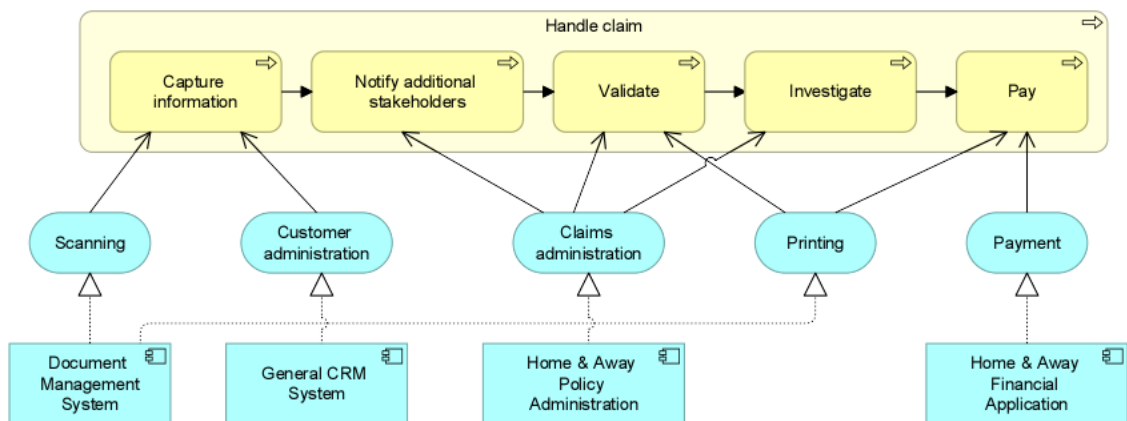 Handle claim
Capture
information
Notify additional
stakeholders
Validate
Investigate
Pay
Scanning
Customer
administration
Claims
administration
Printing
Payment
Document
Management
System
General CRM
System
Home & Away
Policy
Administration
Home & Away
Financial
Application